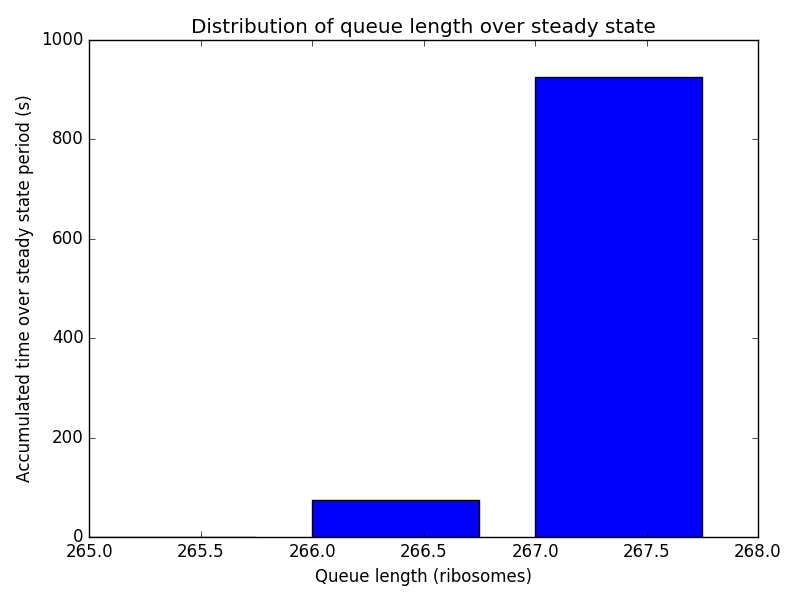 Distribution of queue length over steady state
Accumulated time over steady state period (s)
1000
800
600
400
200
0
265.0 265.5 266.0 266.5 267.0 267.5 268.0
Queue length (ribosomes)